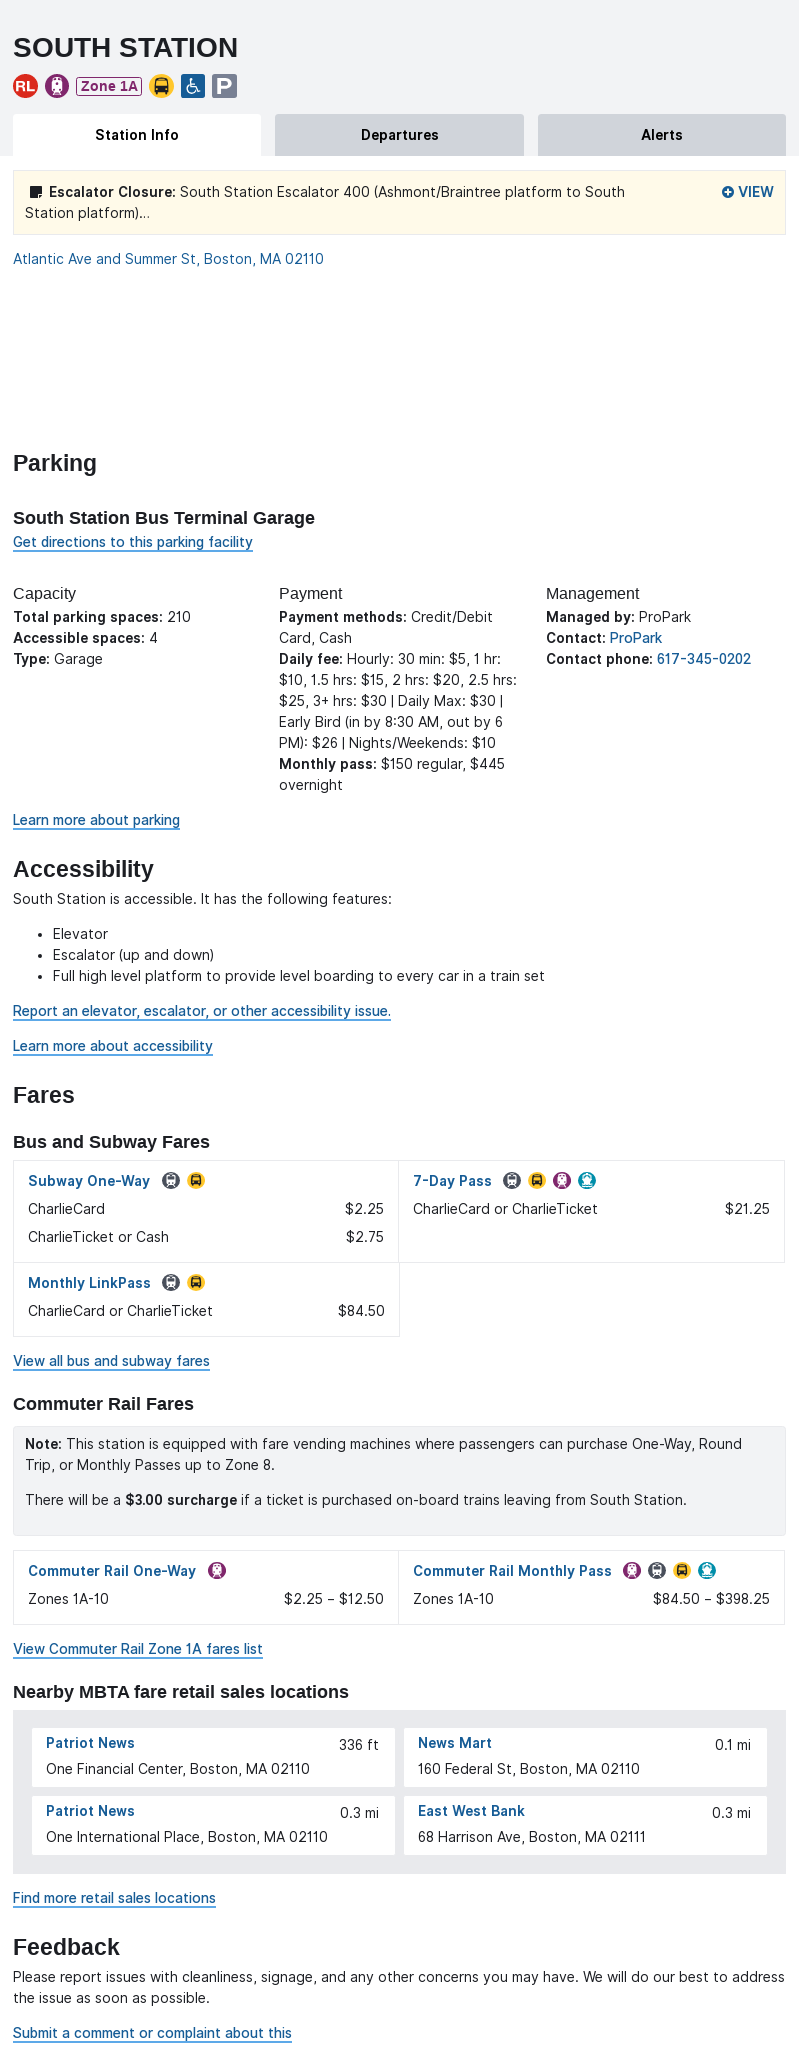 SOUTH STATION
RL Zone 1A P
Station Info Departures Alerts
Escalator Closure: South Station Escalator 400 (Ashmont/Braintree platform to South
Station platform)…
VIEW
Atlantic Ave and Summer St, Boston, MA 02110
Parking
South Station Bus Terminal Garage
Get directions to this parking facility
Capacity
Total parking spaces: 210
Accessible spaces: 4
Type: Garage
Payment
Payment methods: Credit/Debit
Card, Cash
Daily fee: Hourly: 30 min: $5, 1 hr:
$10, 1.5 hrs: $15, 2 hrs: $20, 2.5 hrs:
$25, 3+ hrs: $30 | Daily Max: $30 |
Early Bird (in by 8:30 AM, out by 6
PM): $26 | Nights/Weekends: $10
Monthly pass: $150 regular, $445
overnight
Management
Managed by: ProPark
Contact: ProPark
Contact phone: 617-345-0202
Learn more about parking
Accessibility
South Station is accessible. It has the following features:
• Elevator
• Escalator (up and down)
• Full high level platform to provide level boarding to every car in a train set
Report an elevator, escalator, or other accessibility issue.
Learn more about accessibility
Fares
Bus and Subway Fares
Subway One-Way
CharlieCard $2.25
CharlieTicket or Cash $2.75
7-Day Pass
CharlieCard or CharlieTicket $21.25
Monthly LinkPass
CharlieCard or CharlieTicket $84.50
View all bus and subway fares
Commuter Rail Fares
Note: This station is equipped with fare vending machines where passengers can purchase One-Way, Round
Trip, or Monthly Passes up to Zone 8.
There will be a $3.00 surcharge if a ticket is purchased on-board trains leaving from South Station.
Commuter Rail One-Way
Zones 1A-10 $2.25 – $12.50
Commuter Rail Monthly Pass
Zones 1A-10 $84.50 – $398.25
View Commuter Rail Zone 1A fares list
Nearby MBTA fare retail sales locations
Patriot News 336 ft
One Financial Center, Boston, MA 02110
News Mart 0.1 mi
160 Federal St, Boston, MA 02110
Patriot News 0.3 mi
One International Place, Boston, MA 02110
East West Bank 0.3 mi
68 Harrison Ave, Boston, MA 02111
Find more retail sales locations
Feedback
Please report issues with cleanliness, signage, and any other concerns you may have. We will do our best to address
the issue as soon as possible.
Submit a comment or complaint about this